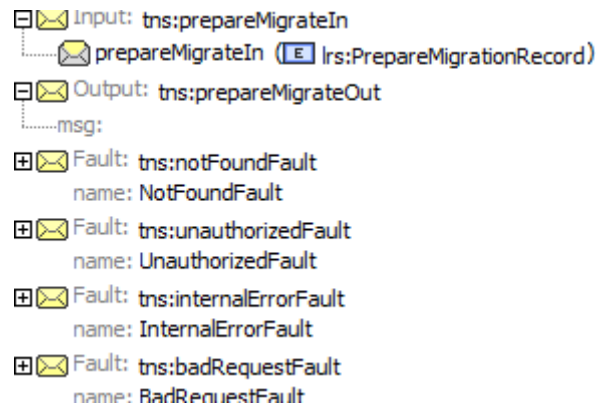 Input: tns:prepareMigrateIn
prepareMigrateIn (E lrs:PrepareMigrationRecord)
Output: tns:prepareMigrateOut
msg:
Fault: tns:notFoundFault
name: NotFoundFault
Fault: tns:unauthorizedFault
name: UnauthorizedFault
Fault: tns:internalErrorFault
name: InternalErrorFault
Fault: tns:badRequestFault
name: BadRequestFault